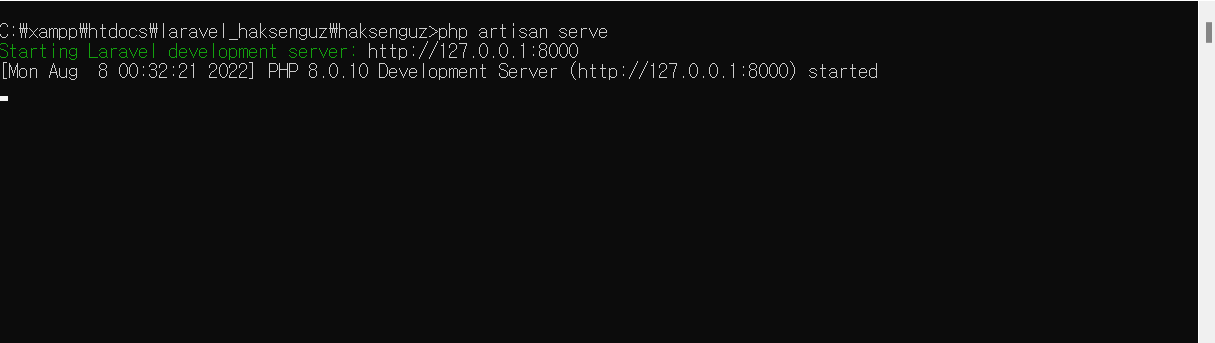 C:₩xampp₩htdocs₩laravel_haksenguz₩haksenguz>php artisan serve
Starting Laravel development server: http://127.0.0.1:8000
[Mon Aug  8 00:32:21 2022] PHP 8.0.10 Development Server (http://127.0.0.1:8000) started